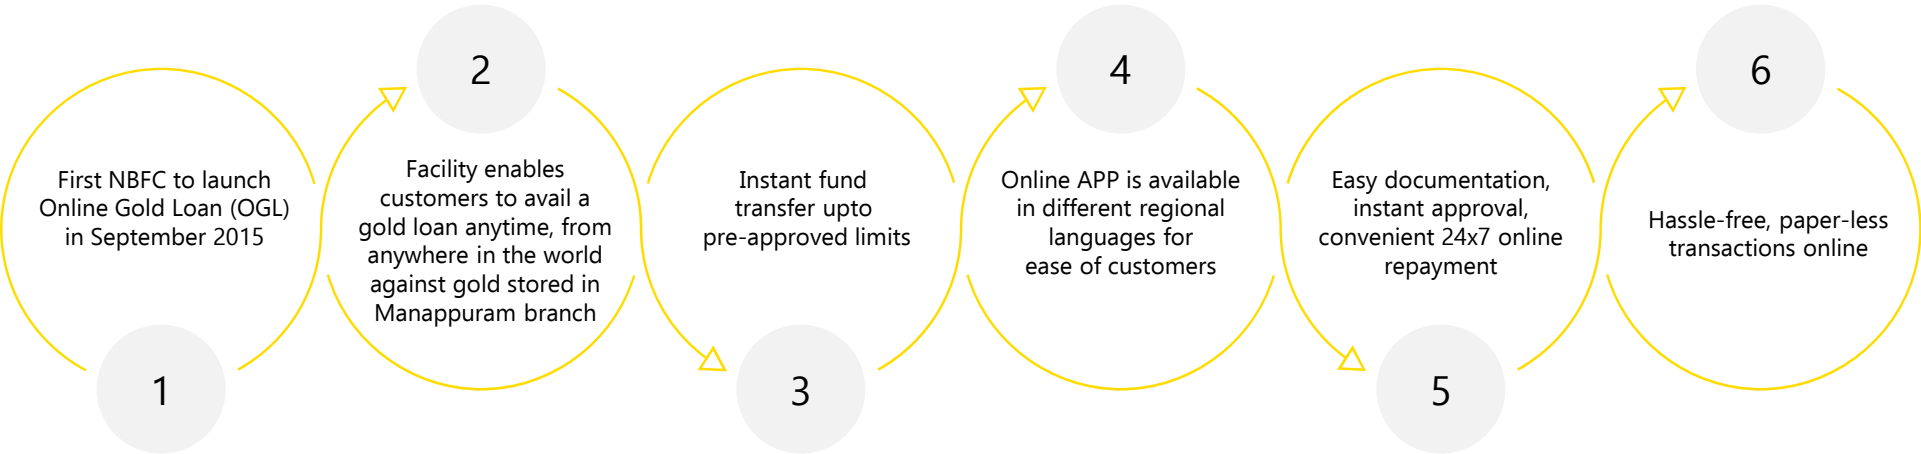 1
First NBFC to launch
Online Gold Loan (OGL)
in September 2015
2
Facility enables
customers to avail a
gold loan anytime, from
anywhere in the world
against gold stored in
Manappuram branch
3
Instant fund
transfer upto
pre-approved limits
4
Online APP is available
in different regional
languages for
ease of customers
5
Easy documentation,
instant approval,
convenient 24x7 online
repayment
6
Hassle-free, paper-less
transactions online